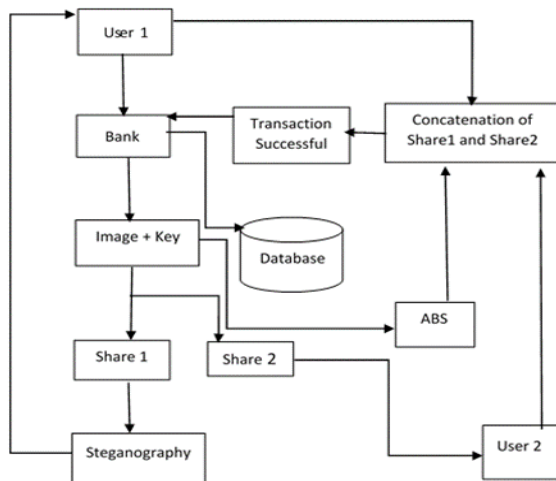 User 1
Bank
Transaction
Successful
Concatenation of
Share1 and Share2
Image + Key
Database
ABS
Share 1
Share 2
Steganography
User 2